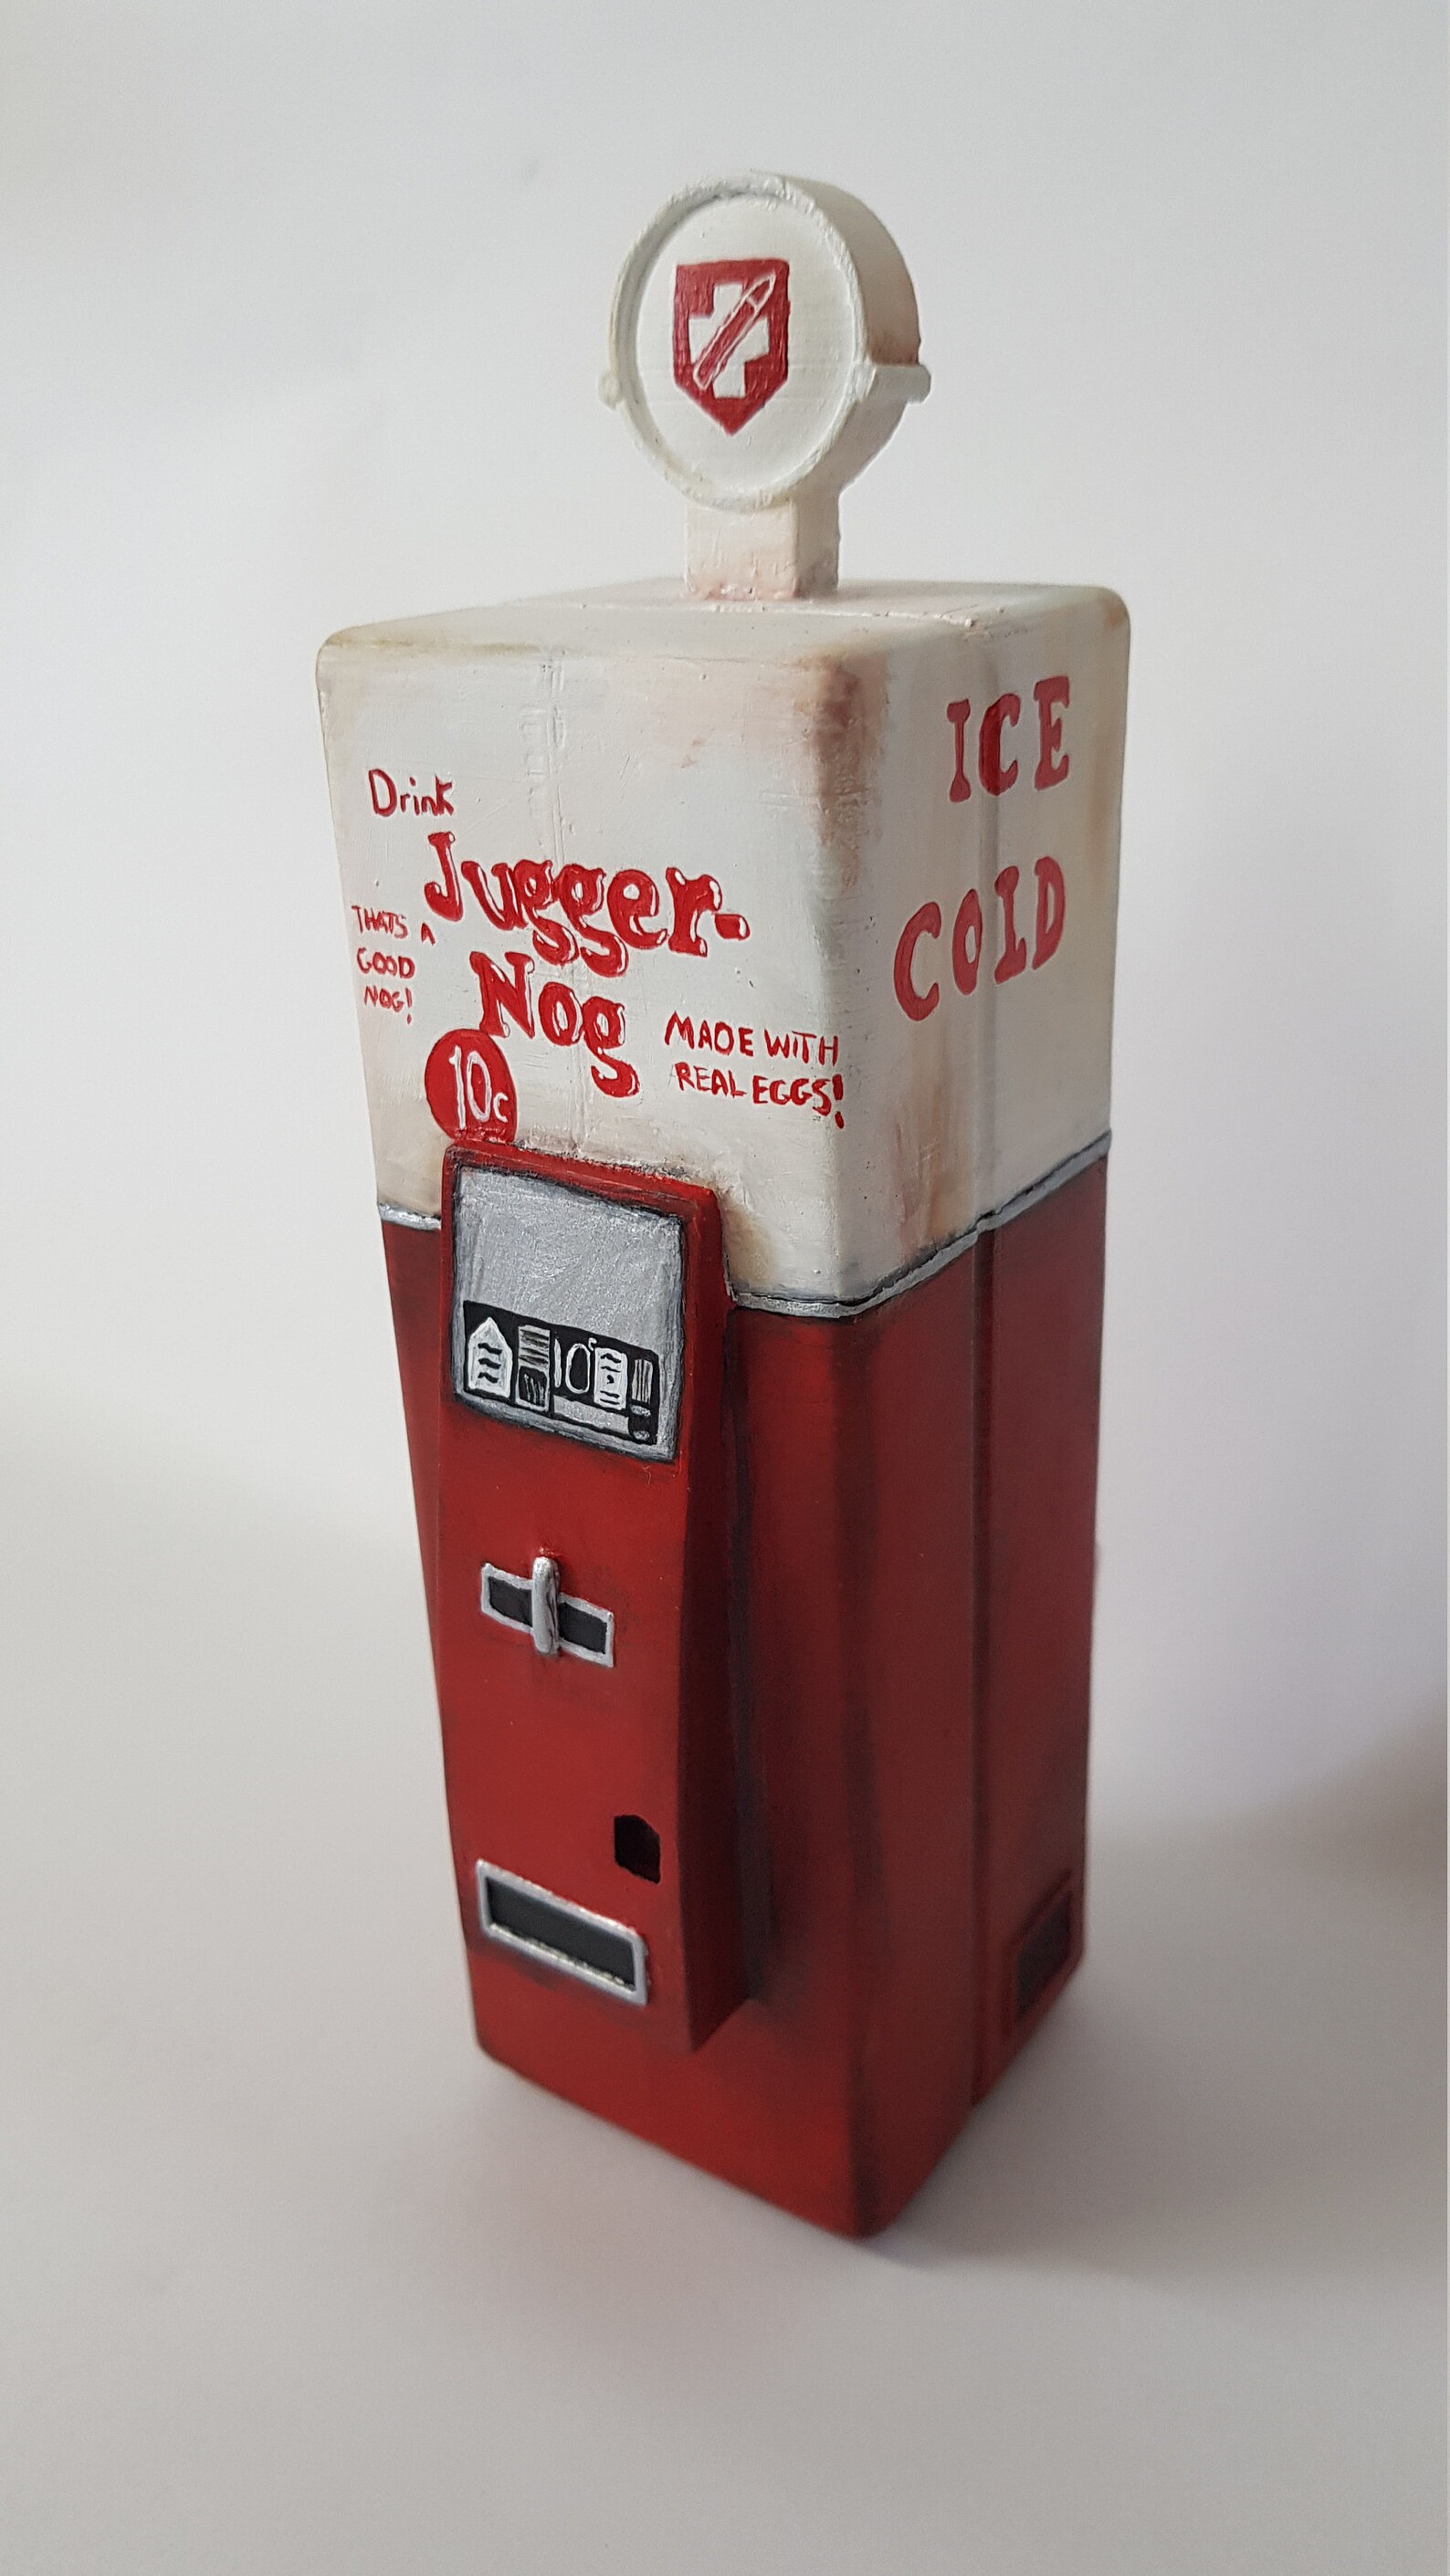 Drink
Jugger-
Nog
THATS A
GOOD
NOG!
10c
MADE WITH
REAL EGGS!
ICE
COLD